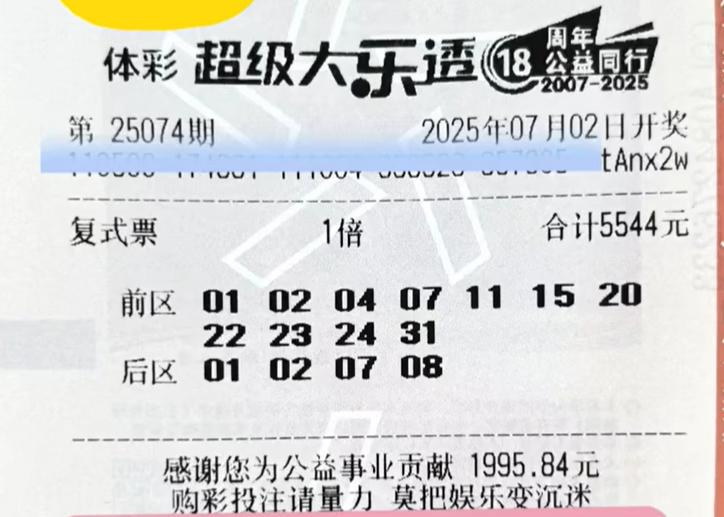 体彩 超级大乐透 18周年公益同行 2007-2025
第 25074期 2025年07月02日开奖
tAnx2w
复式票 1倍 合计5544元
前区 01 02 04 07 11 15 20
22 23 24 31
后区 01 02 07 08
感谢您为公益事业贡献 1995.84元
购彩投注请量力 莫把娱乐变沉迷